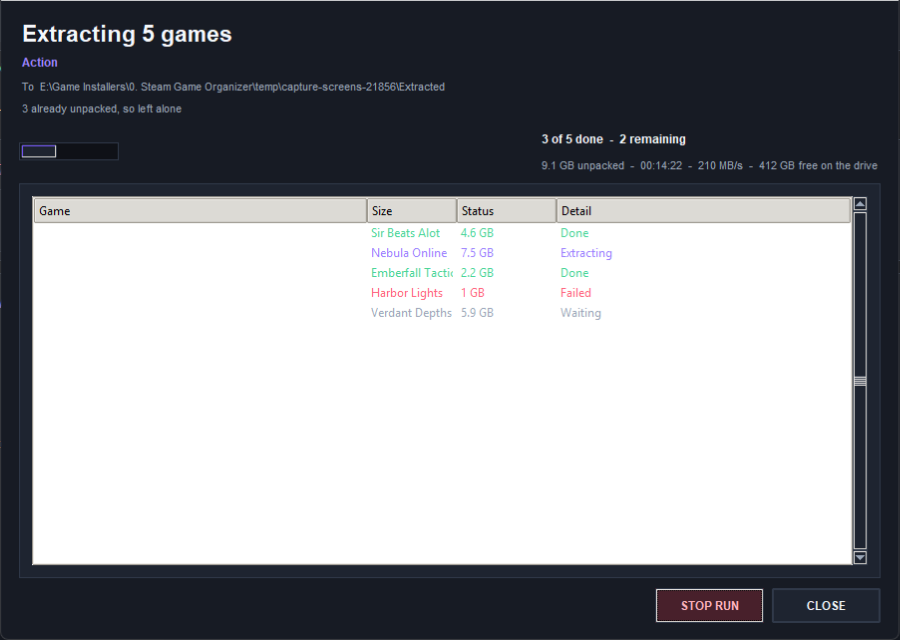 Extracting 5 games
Action
To E:\Game Installers\0. Steam Game Organizer\temp\capture-screens-21856\Extracted
3 already unpacked, so left alone
3 of 5 done - 2 remaining
9.1 GB unpacked - 00:14:22 - 210 MB/s - 412 GB free on the drive
Game Size Status Detail
Sir Beats Alot 4.6 GB Done
Nebula Online 7.5 GB Extracting
Emberfall Tactic 2.2 GB Done
Harbor Lights 1 GB Failed
Verdant Depths 5.9 GB Waiting
STOP RUN CLOSE